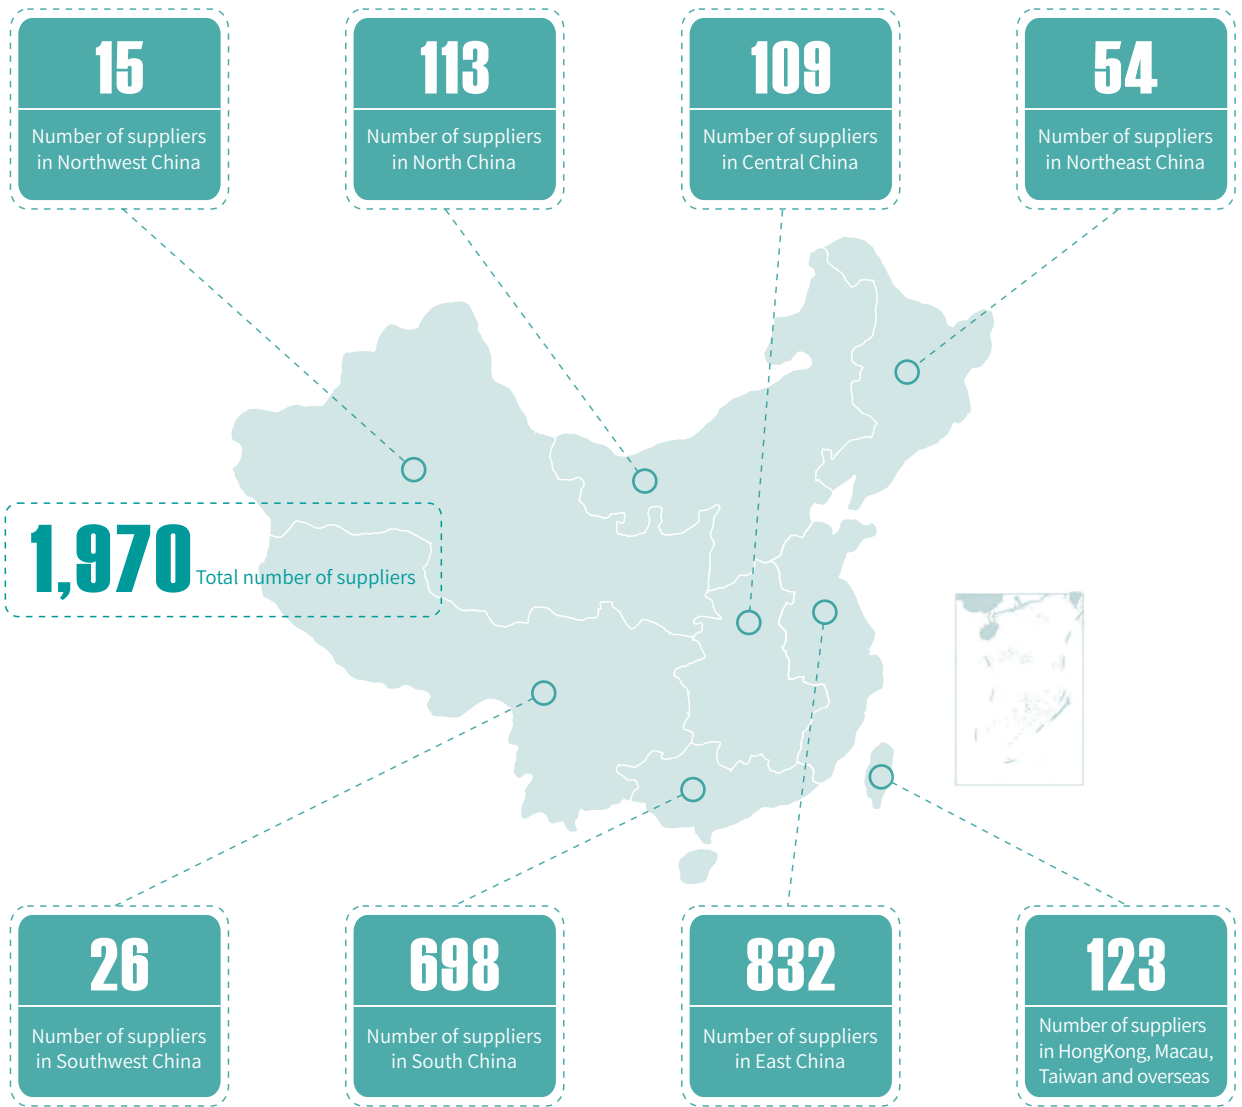 15
Number of suppliers
in Northwest China
113
Number of suppliers
in North China
109
Number of suppliers
in Central China
54
Number of suppliers
in Northeast China
1,970 Total number of suppliers
26
Number of suppliers
in Southwest China
698
Number of suppliers
in South China
832
Number of suppliers
in East China
123
Number of suppliers
in HongKong, Macau,
Taiwan and overseas